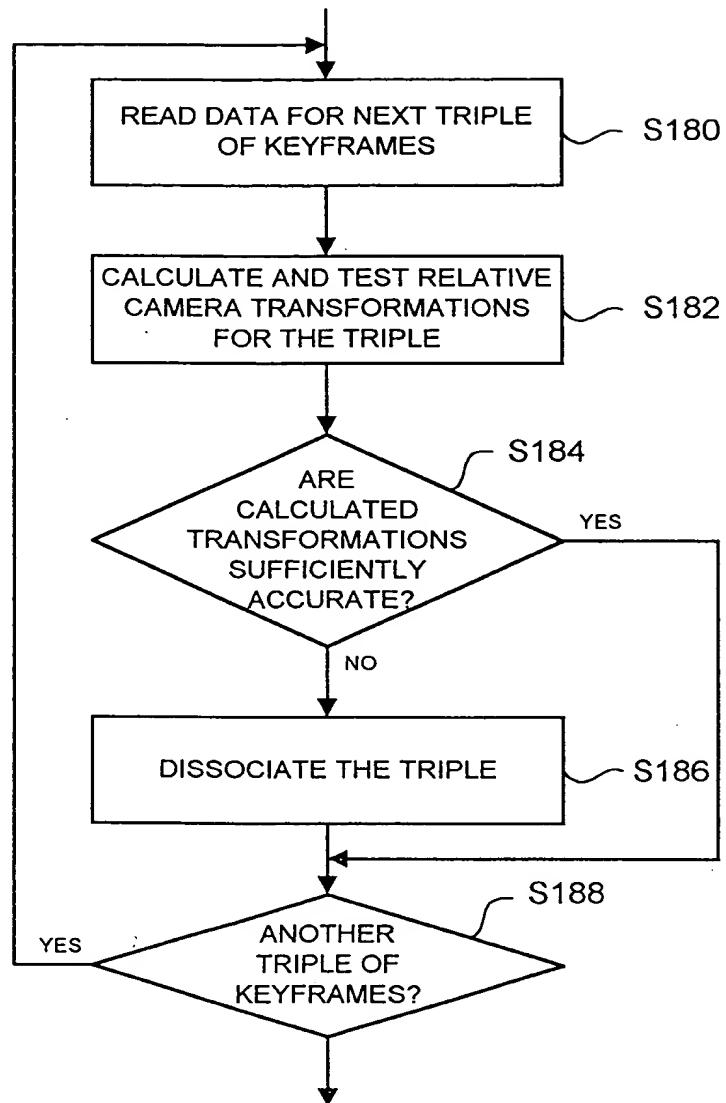 READ DATA FOR NEXT TRIPLE
OF KEYFRAMES
S180
CALCULATE AND TEST RELATIVE
CAMERA TRANSFORMATIONS
FOR THE TRIPLE
S182
S184
ARE
CALCULATED
TRANSFORMATIONS
SUFFICIENTLY
ACCURATE?
YES
NO
DISSOCIATE THE TRIPLE
S186
S188
YES
ANOTHER
TRIPLE OF
KEYFRAMES?